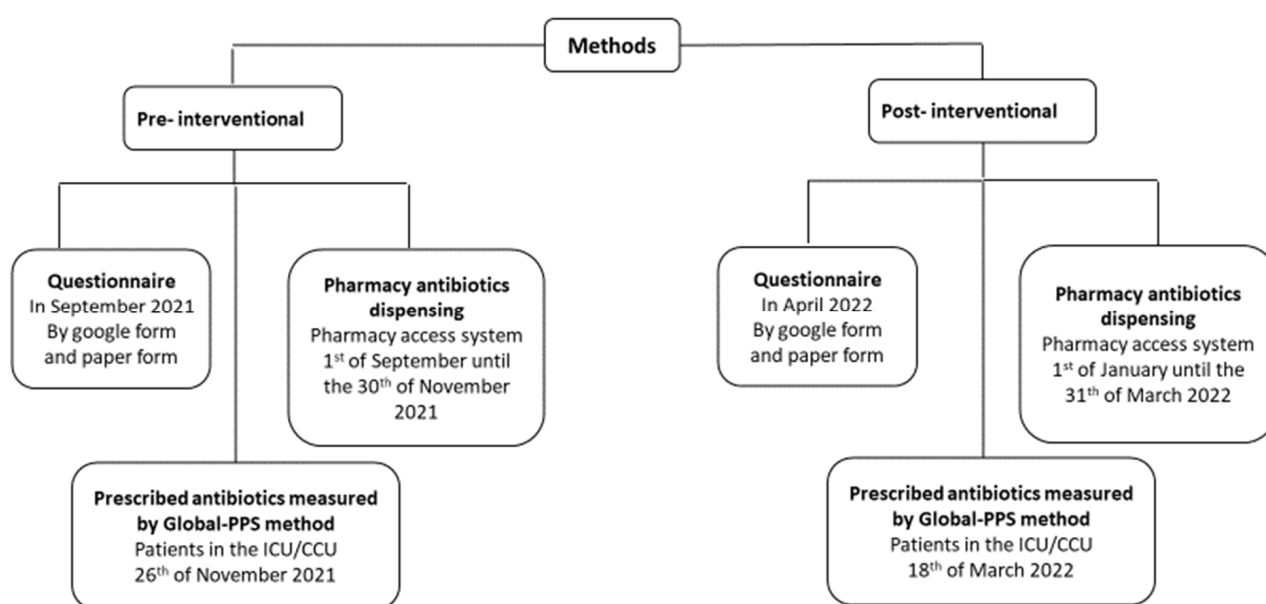 Methods
Pre- interventional
Post- interventional
Questionnaire
In September 2021
By google form
and paper form
Pharmacy antibiotics
dispensing
Pharmacy access system
1st of September until
the 30th of November
2021
Prescribed antibiotics measured
by Global-PPS method
Patients in the ICU/CCU
26th of November 2021
Questionnaire
In April 2022
By google form
and paper form
Pharmacy antibiotics
dispensing
Pharmacy access system
1st of January until the
31th of March 2022
Prescribed antibiotics measured
by Global-PPS method
Patients in the ICU/CCU
18th of March 2022